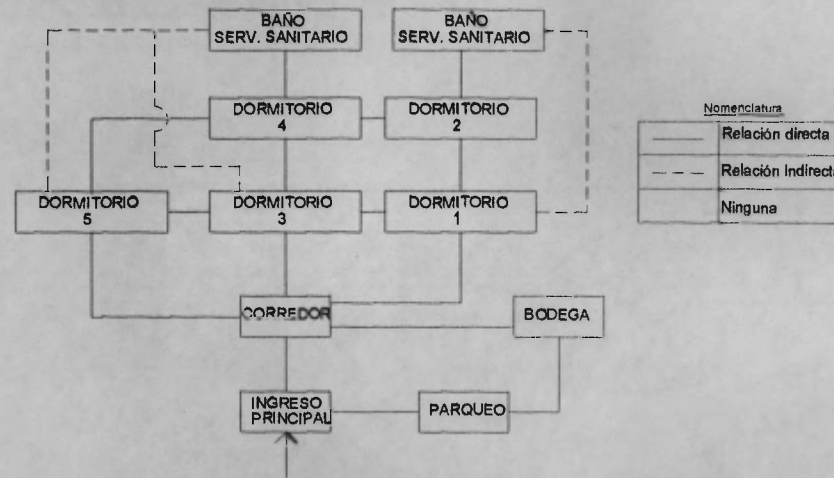 BAÑO
SERV. SANITARIO
BAÑO
SERV. SANITARIO
DORMITORIO
4
DORMITORIO
2
Nomenclatura
Relación directa
Relación Indirecta
Ninguna
DORMITORIO
5
DORMITORIO
3
DORMITORIO
1
CORREDOR
BODEGA
INGRESO
PRINCIPAL
PARQUEO